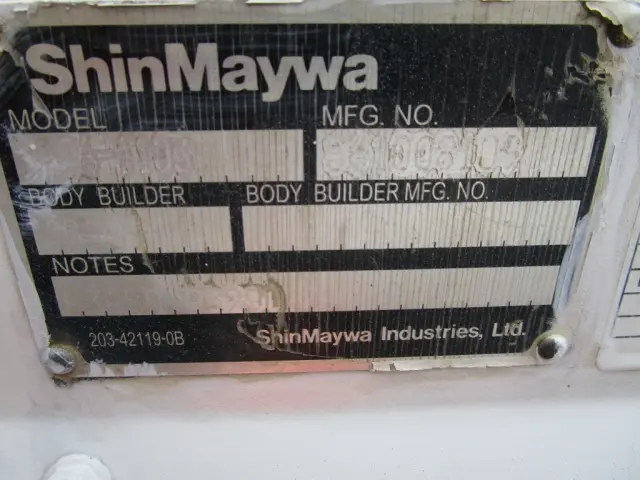 ShinMaywa
MODEL MFG. NO.
BODY BUILDER BODY BUILDER MFG. NO.
NOTES
203-42119-0B ShinMaywa Industries, Ltd.